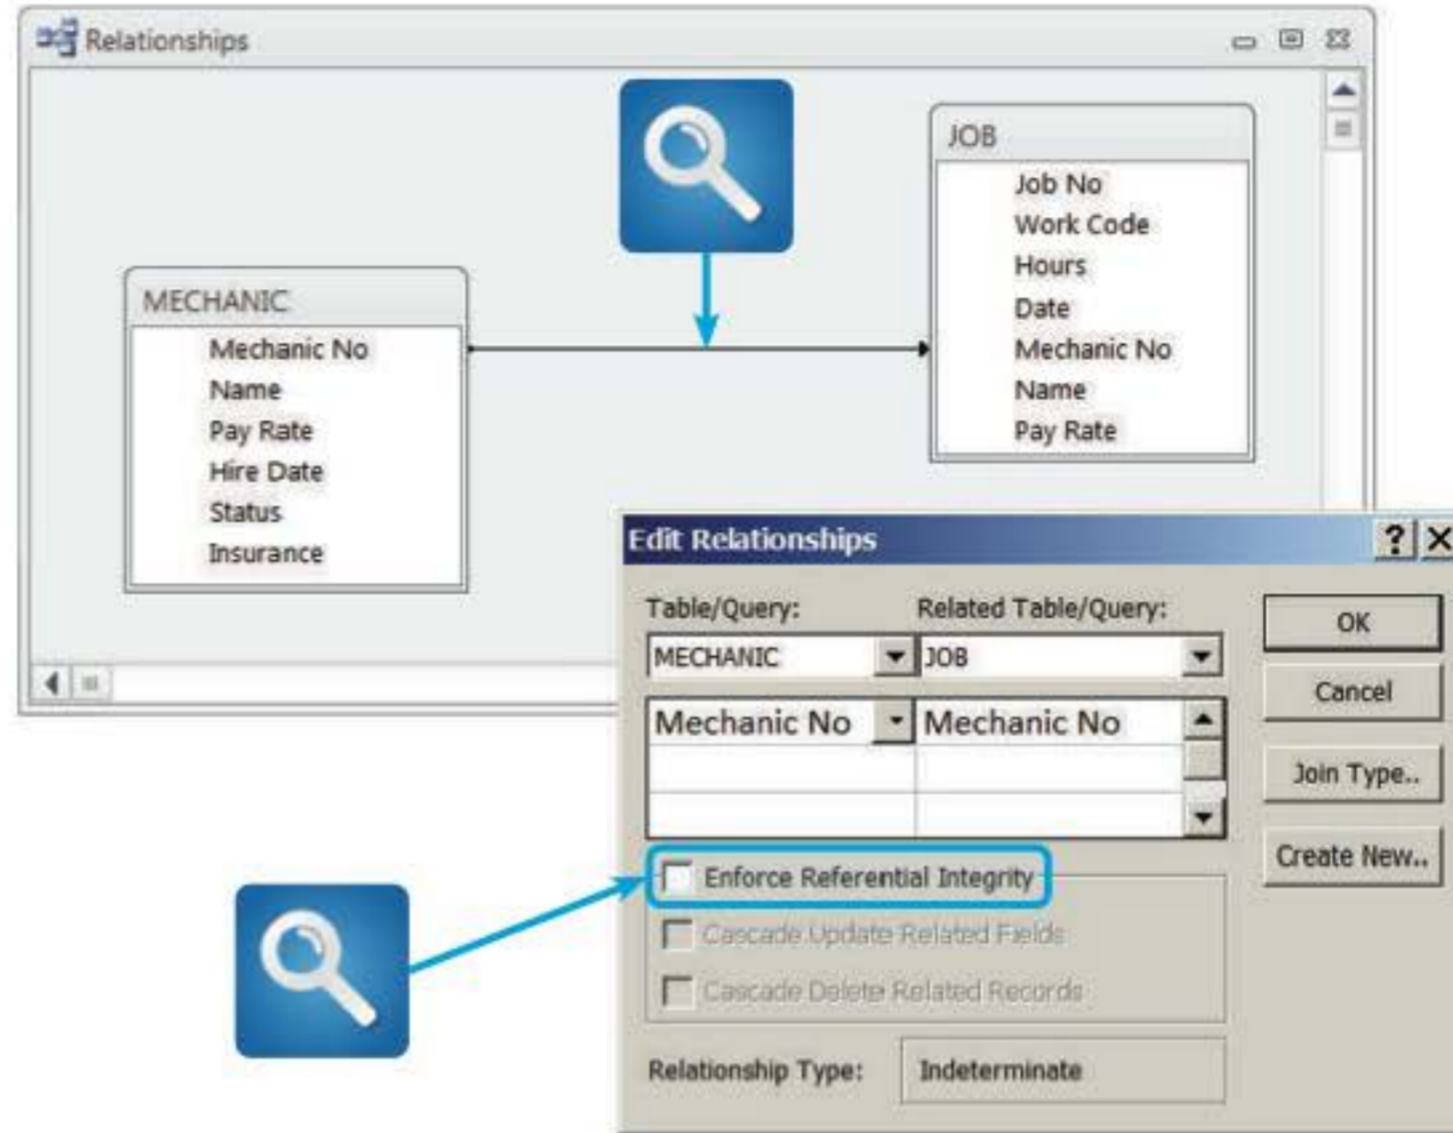 Relationships
JOB
Job No
Work Code
Hours
Date
Mechanic No
Name
Pay Rate
MECHANIC
Mechanic No
Name
Pay Rate
Hire Date
Status
Insurance
Edit Relationships
Table/Query: Related Table/Query:
MECHANIC JOB
Mechanic No Mechanic No
Enforce Referential Integrity
Cascade Update Related Fields
Cascade Delete Related Records
Relationship Type: Indeterminate
OK
Cancel
Join Type..
Create New..